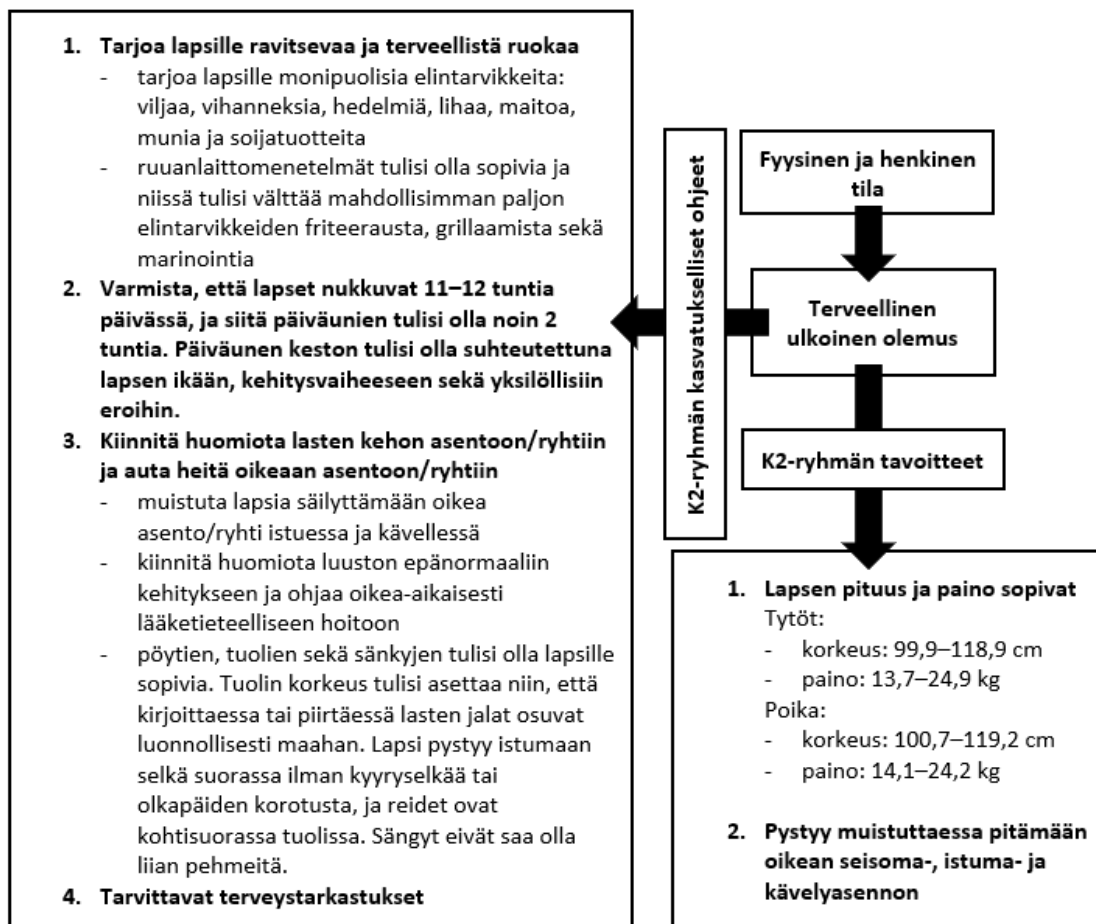 1. Tarjoa lapsille ravitsevaa ja terveellistä ruokaa
- tarjoa lapsille monipuolisia elintarvikkeita:
viljaa, vihanneksia, hedelmiä, lihaa, maitoa,
munia ja soijatuotteita
- ruuanlaittomenetelmät tulisi olla sopivia ja
niissä tulisi välttää mahdollisimman paljon
elintarvikkeiden friteerausta, grillaamista sekä
marinointia
2. Varmista, että lapset nukkuvat 11–12 tuntia
päivässä, ja siitä päiväunien tulisi olla noin 2
tuntia. Päiväunen keston tulisi olla suhteutettuna
lapsen ikään, kehitysvaiheeseen sekä yksilöllisiin
eroihin.
3. Kiinnitä huomiota lasten kehon asentoon/ryhtiin
ja auta heitä oikeaan asentoon/ryhtiin
- muistuta lapsia säilyttämään oikea
asento/ryhti istuessa ja kävellessä
- kiinnitä huomiota luuston epänormaaliin
kehitykseen ja ohjaa oikea-aikaisesti
lääketieteelliseen hoitoon
- pöytien, tuolien sekä sänkyjen tulisi olla lapsille
sopivia. Tuolin korkeus tulisi asettaa niin, että
kirjoittaessa tai piirtäessä lasten jalat osuvat
luonnollisesti maahan. Lapsi pystyy istumaan
selkä suorassa ilman kyyryselkää tai
olkapäiden korotusta, ja reidet ovat
kohtisuorassa tuolissa. Sängyt eivät saa olla
liian pehmeitä.
4. Tarvittavat terveystarkastukset
K2-ryhmän kasvatukselliset ohjeet
Fyysinen ja henkinen
tila
Terveellinen
ulkoinen olemus
K2-ryhmän tavoitteet
1. Lapsen pituus ja paino sopivat
Tytöt:
- korkeus: 99,9–118,9 cm
- paino: 13,7–24,9 kg
Poika:
- korkeus: 100,7–119,2 cm
- paino: 14,1–24,2 kg
2. Pystyy muistuttaessa pitämään
oikean seisoma-, istuma- ja
kävelyasennon